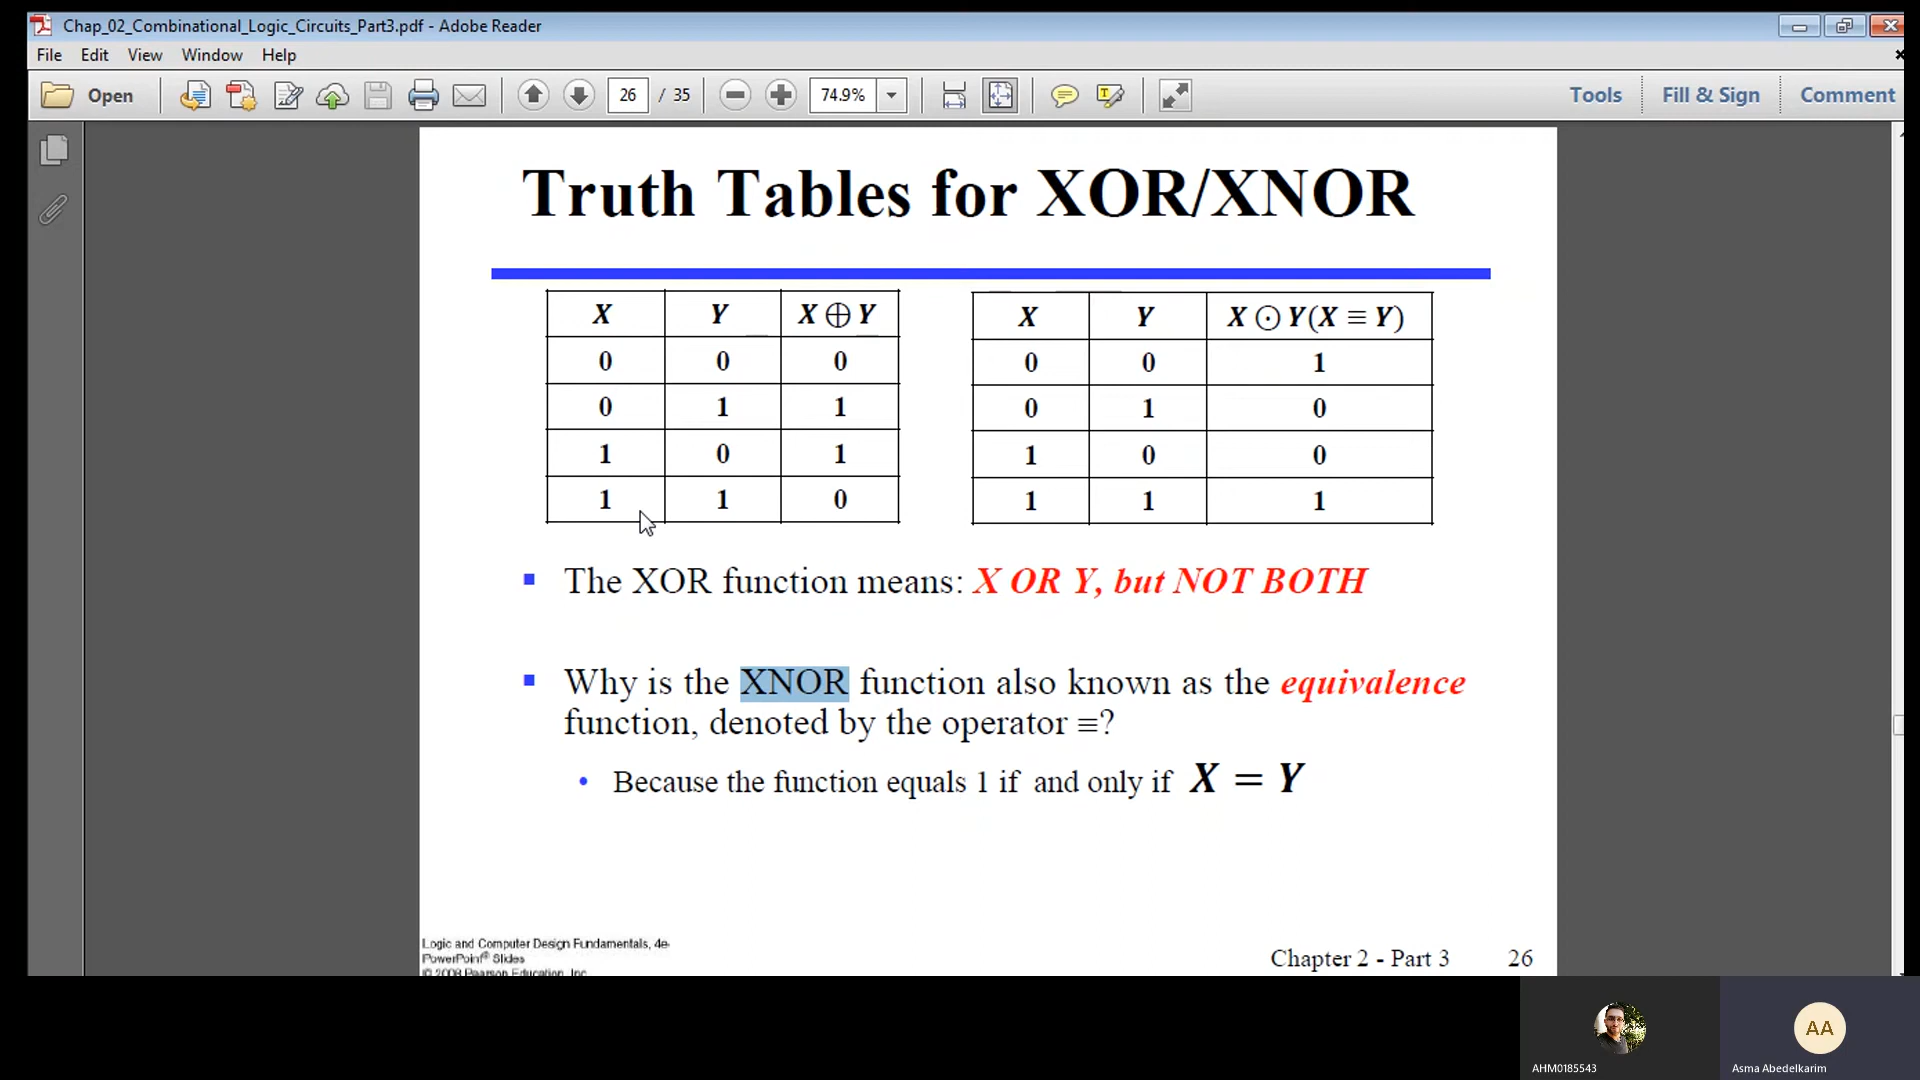 Chap_02_Combinational_Logic_Circuits_Part3.pdf - Adobe Reader
File Edit View Window Help
Open 26 / 35 74.9% Tools Fill & Sign Comment
Truth Tables for XOR/XNOR
X Y X ⊕ Y
0 0 0
0 1 1
1 0 1
1 1 0
X Y X ⊙ Y(X ≡ Y)
0 0 1
0 1 0
1 0 0
1 1 1
The XOR function means: X OR Y, but NOT BOTH
Why is the XNOR function also known as the equivalence
function, denoted by the operator ≡?
Because the function equals 1 if and only if X = Y
Logic and Computer Design Fundamentals, 4e
PowerPoint® Slides
© 2008 Pearson Education, Inc
Chapter 2 - Part 3 26
AHM0185543
AA
Asma Abedelkarim